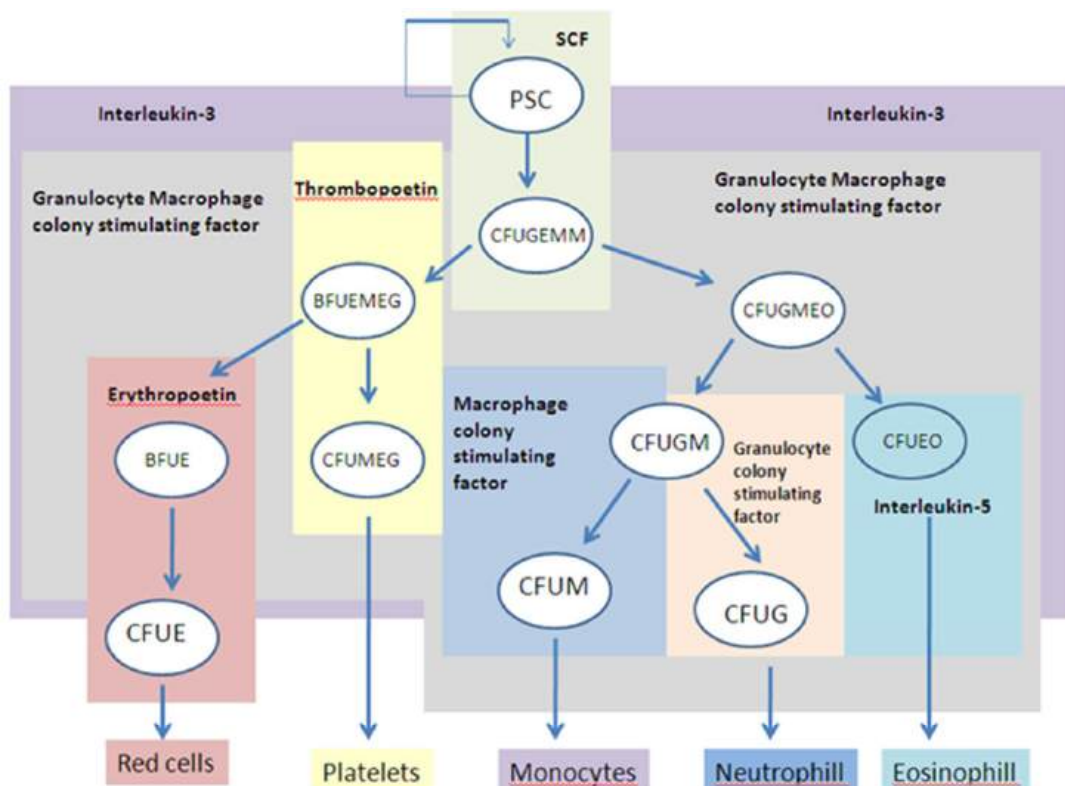 SCF
PSC
Interleukin-3
Interleukin-3
Thrombopoetin
Granulocyte Macrophage
colony stimulating factor
Granulocyte Macrophage
colony stimulating factor
CFUGEMM
BFUEMEG
CFUGMEO
Erythropoetin
Macrophage
colony
stimulating
factor
BFUE
CFUMEG
CFUGM
Granulocyte
colony
stimulating
factor
CFUEO
Interleukin-5
CFUM
CFUG
CFUE
Red cells
Platelets
Monocytes
Neutrophill
Eosinophill